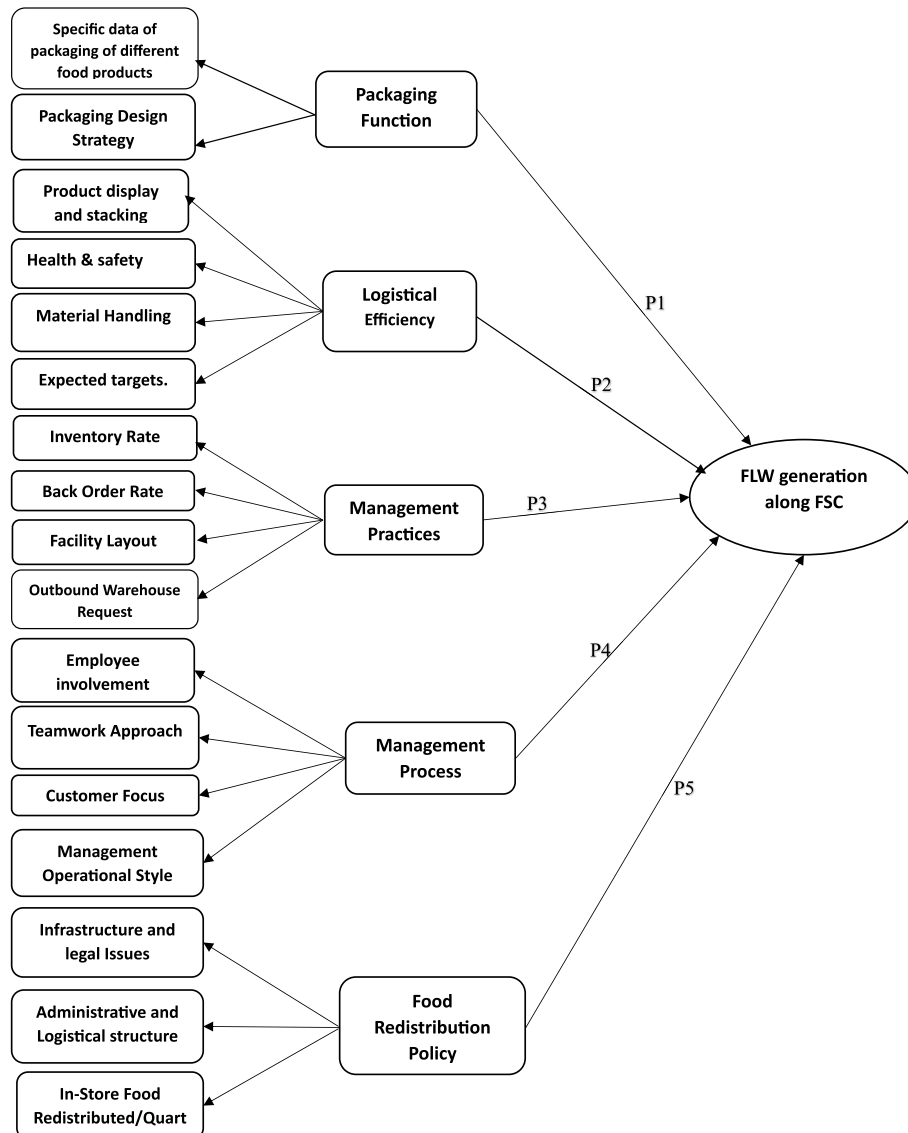 Specific data of
packaging of different
food products
Packaging Design
Strategy
Product display
and stacking
Health & safety
Material Handling
Expected targets.
Inventory Rate
Back Order Rate
Facility Layout
Outbound Warehouse
Request
Employee
involvement
Teamwork Approach
Customer Focus
Management
Operational Style
Infrastructure and
legal Issues
Administrative and
Logistical structure
In-Store Food
Redistributed/Quart
Packaging
Function
Logistical
Efficiency
Management
Practices
Management
Process
Food
Redistribution
Policy
P1
P2
P3
P4
P5
FLW generation
along FSC